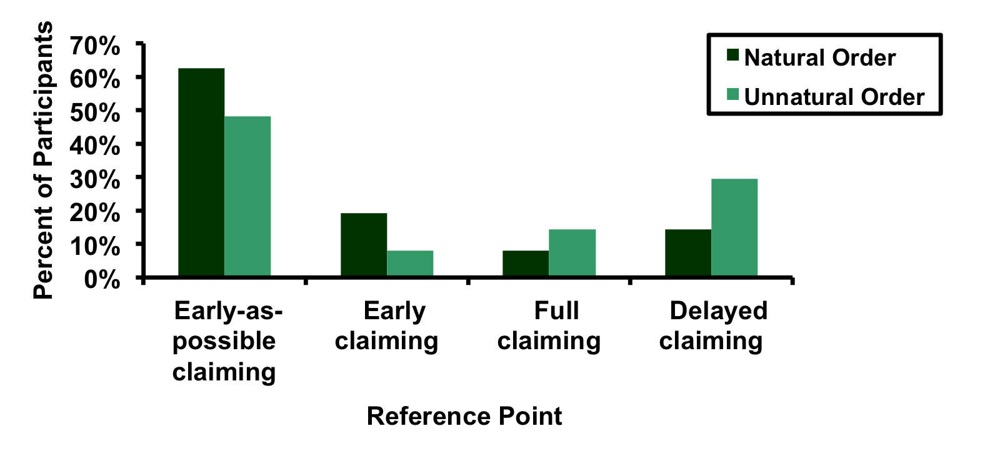 Percent of Participants
70%
60%
50%
40%
30%
20%
10%
0%
Natural Order
Unnatural Order
Early-as-
possible
claiming
Early
claiming
Full
claiming
Delayed
claiming
Reference Point